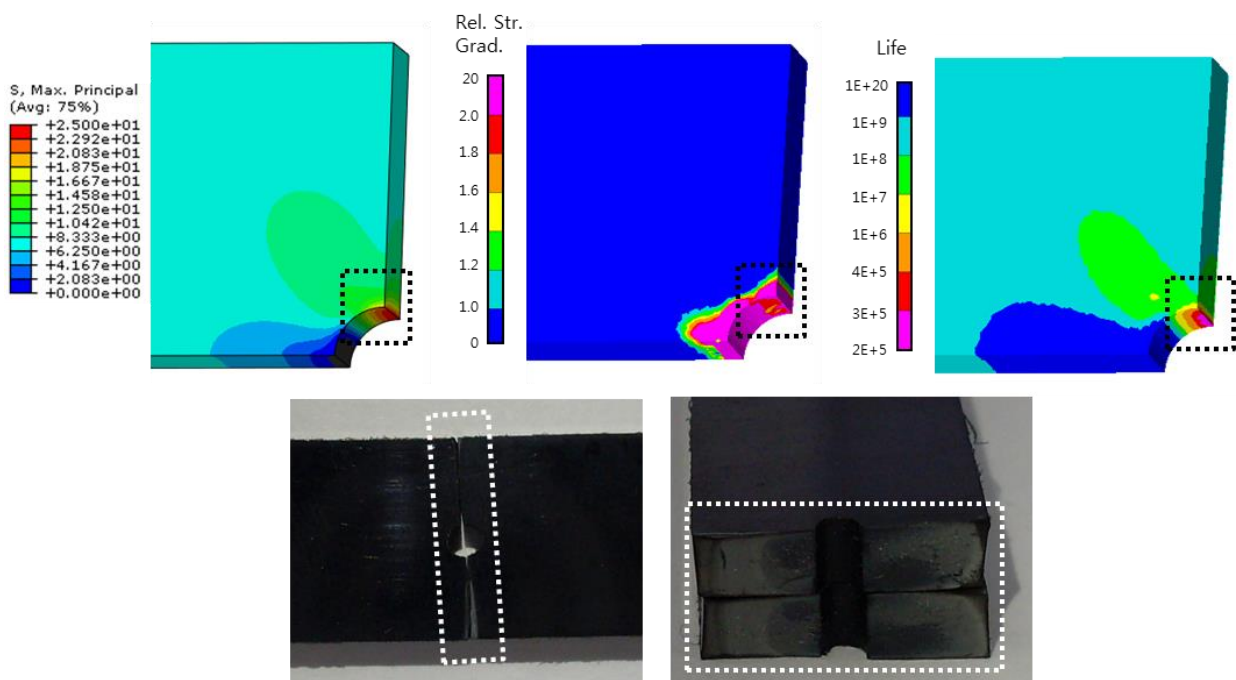 S, Max. Principal
(Avg: 75%)
+2.500e+01
+2.292e+01
+2.083e+01
+1.875e+01
+1.667e+01
+1.458e+01
+1.250e+01
+1.042e+01
+8.333e+00
+6.250e+00
+4.167e+00
+2.083e+00
+0.000e+00
Rel. Str.
Grad.
20
2.0
1.8
1.6
1.4
1.2
1.0
0
Life
1E+20
1E+9
1E+8
1E+7
1E+6
4E+5
3E+5
2E+5